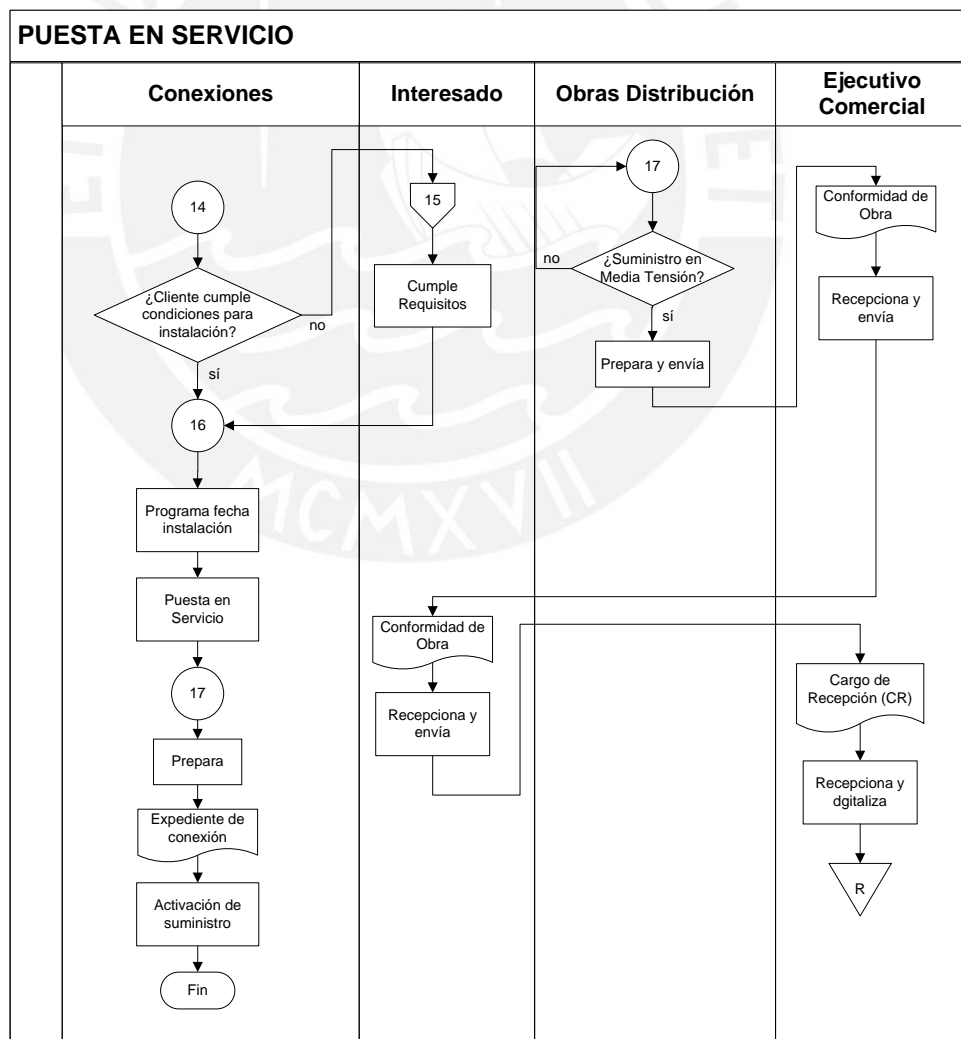 PUESTA EN SERVICIO
Conexiones
Interesado
Obras Distribución
Ejecutivo
Comercial
14
¿Cliente cumple
condiciones para
instalación?
no
sí
16
Programa fecha
instalación
Puesta en
Servicio
17
Prepara
Expediente de
conexión
Activación de
suministro
Fin
15
Cumple
Requisitos
Conformidad de
Obra
Recepciona y
envía
17
¿Suministro en
Media Tensión?
no
sí
Prepara y envía
Conformidad de
Obra
Recepciona y
envía
Cargo de
Recepción (CR)
Recepciona y
dgitaliza
R
MCMXVII